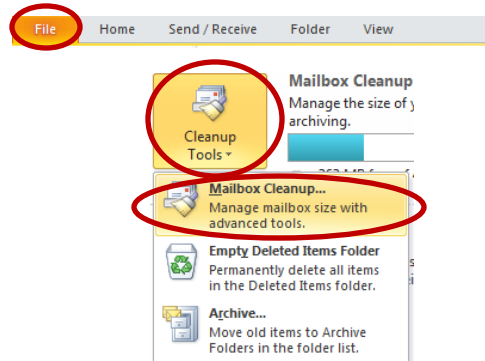 File Home Send / Receive Folder View
Mailbox Cleanup
Manage the size of
archiving.
Cleanup
Tools
Mailbox Cleanup...
Manage mailbox size with
advanced tools.
Empty Deleted Items Folder
Permanently delete all items
in the Deleted Items folder.
Archive...
Move old items to Archive
Folders in the folder list.